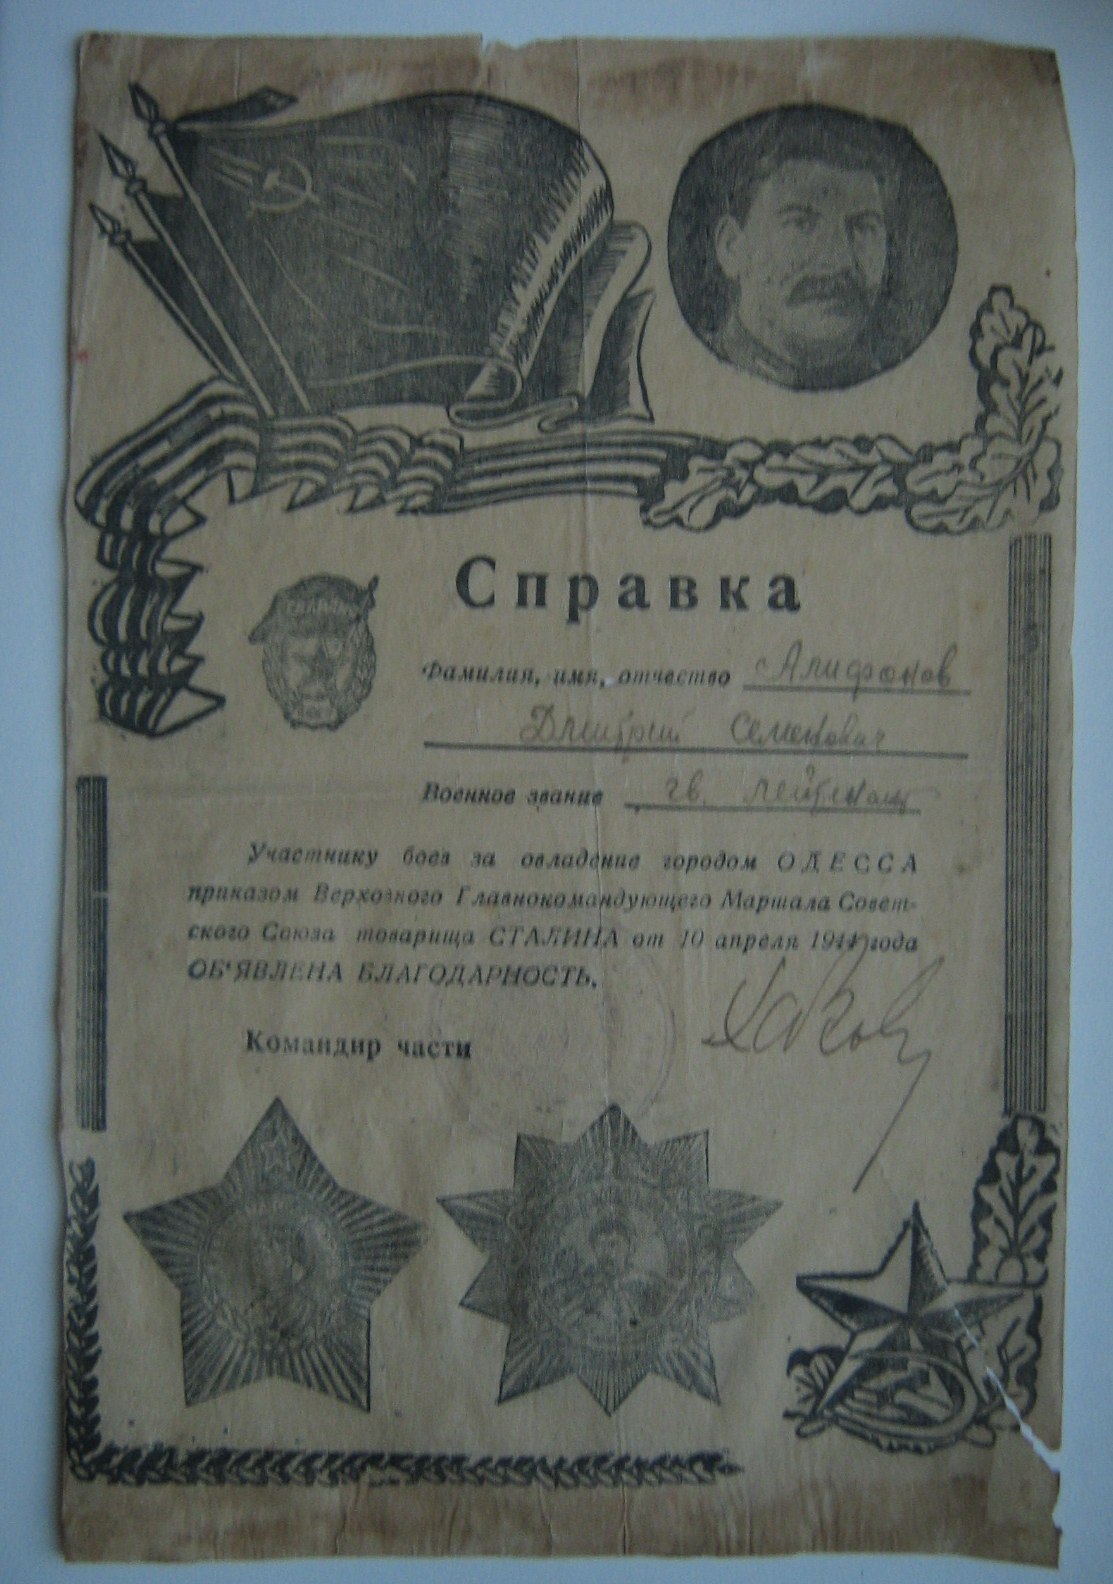 Справка
Фамилия, имя, отчество Алифонов
Дмитрий Семенович
Военное звание гв. лейтенант
Участнику боев за овладение городом ОДЕССА
приказом Верховного Главнокомандующего Маршала Совет-
ского Союза товарища СТАЛИНА от 10 апреля 1944 года
ОБ'ЯВЛЕНА БЛАГОДАРНОСТЬ.
Командир части